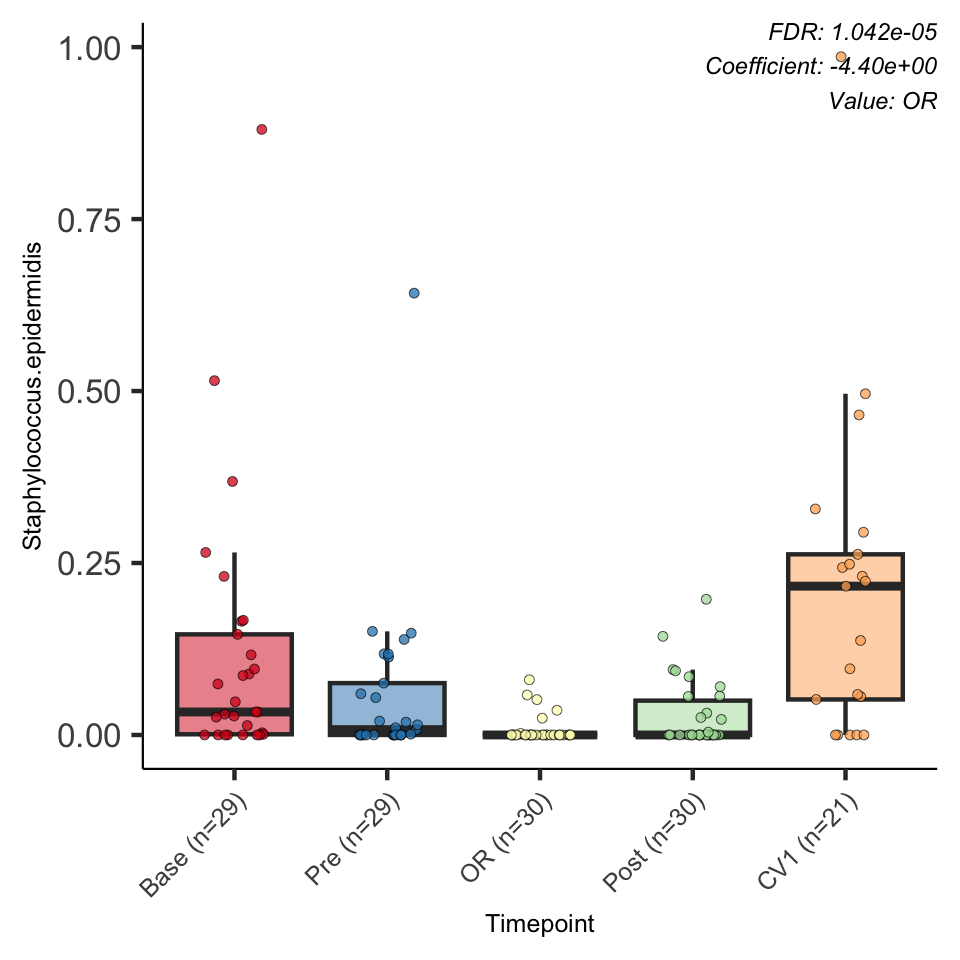 FDR: 1.042e-05
Coefficient: -4.40e+00
Value: OR
1.00
0.75
0.50
0.25
0.00
Staphylococcus.epidermidis
Base (n=29)
Pre (n=29)
OR (n=30)
Post (n=30)
CV1 (n=21)
Timepoint